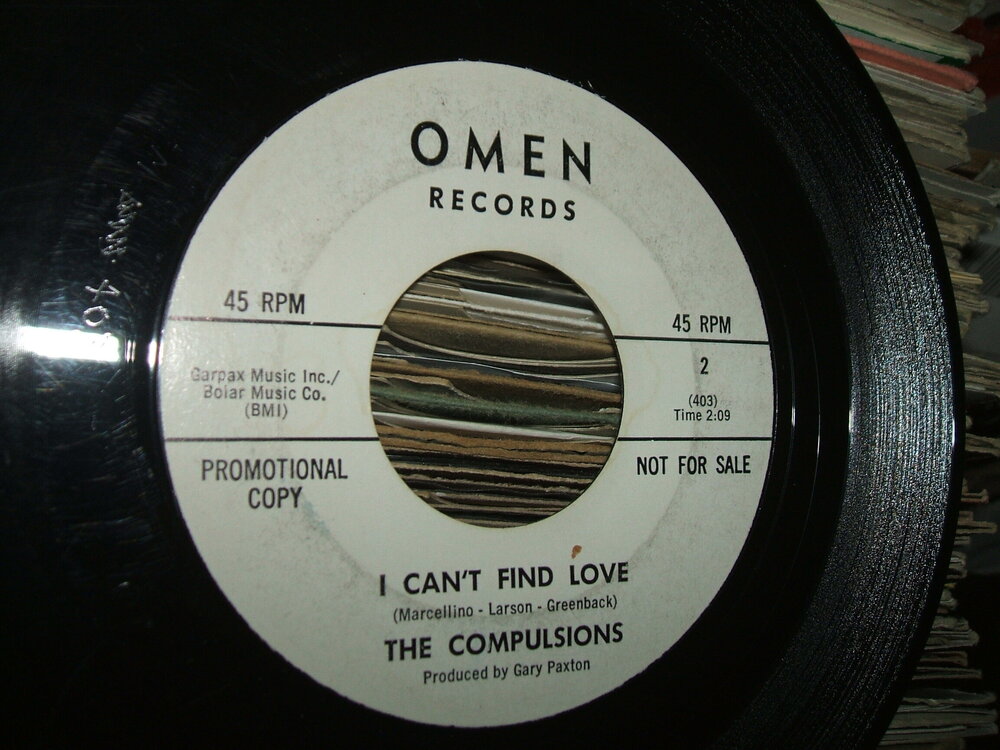 OMEN
RECORDS
45 RPM
Garpax Music Inc./
Bolar Music Co.
(BMI)
PROMOTIONAL
COPY
45 RPM
2
(403)
Time 2:09
NOT FOR SALE
I CAN'T FIND LOVE
(Marcellino - Larson - Greenback)
THE COMPULSIONS
Produced by Gary Paxton